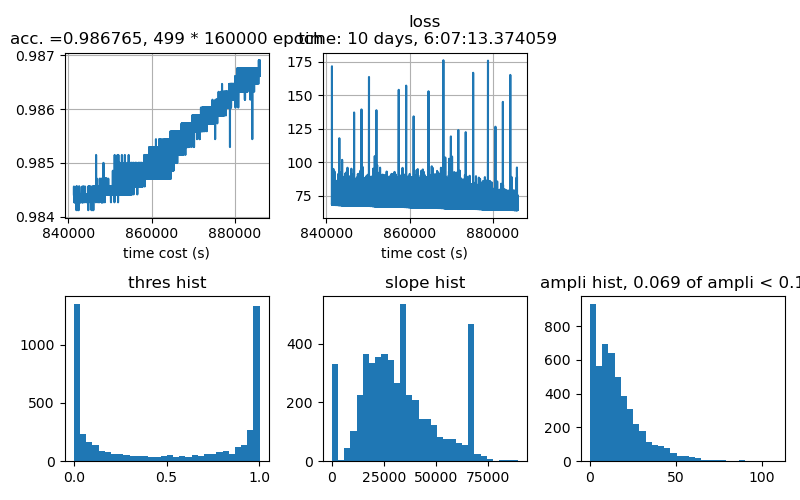 loss
acc. =0.986765, 499 * 160000 epoch
time: 10 days, 6:07:13.374059
0.987
0.986
0.985
0.984
840000 860000 880000
time cost (s)
175
150
125
100
75
840000 860000 880000
time cost (s)
thres hist
1000
500
0
0.0 0.5 1.0
slope hist
400
200
0
0 25000 50000 75000
ampli hist, 0.069 of ampli < 0.1
800
600
400
200
0
0 50 100